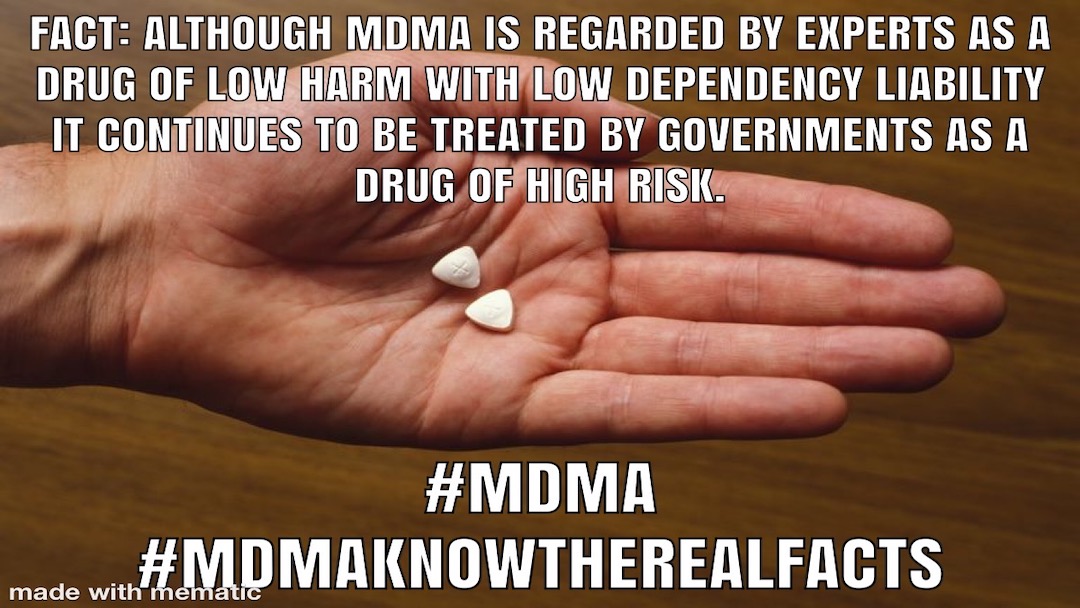 FACT: ALTHOUGH MDMA IS REGARDED BY EXPERTS AS A
DRUG OF LOW HARM WITH LOW DEPENDENCY LIABILITY
IT CONTINUES TO BE TREATED BY GOVERNMENTS AS A
DRUG OF HIGH RISK.
#MDMA
#MDMAKNOWTHEREALFACTS
made with mematic